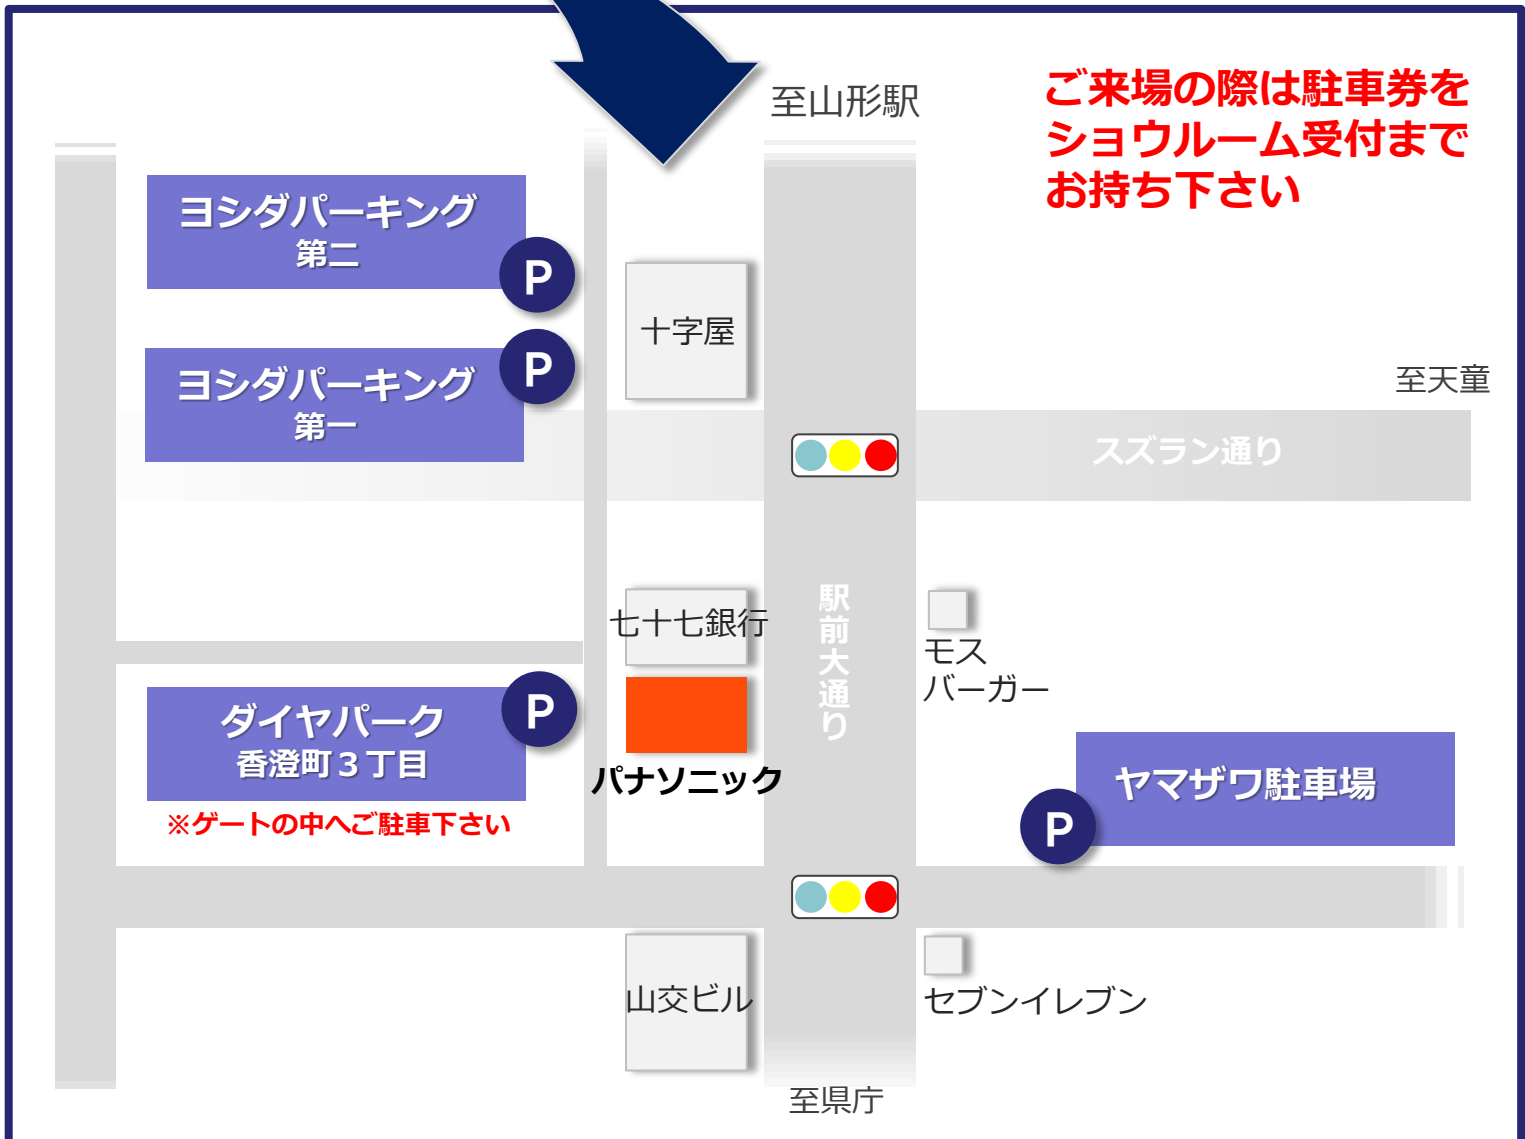 至山形駅
ご来場の際は駐車券を
ショウルーム受付まで
お持ち下さい
ヨシダパーキング
第二
P
十字屋
ヨシダパーキング
第一
P
至天童
スズラン通り
七十七銀行
駅前大通り
モス
バーガー
ダイヤパーク
香澄町３丁目
P
※ゲートの中へご駐車下さい
パナソニック
ヤマザワ駐車場
P
山交ビル
セブンイレブン
至県庁